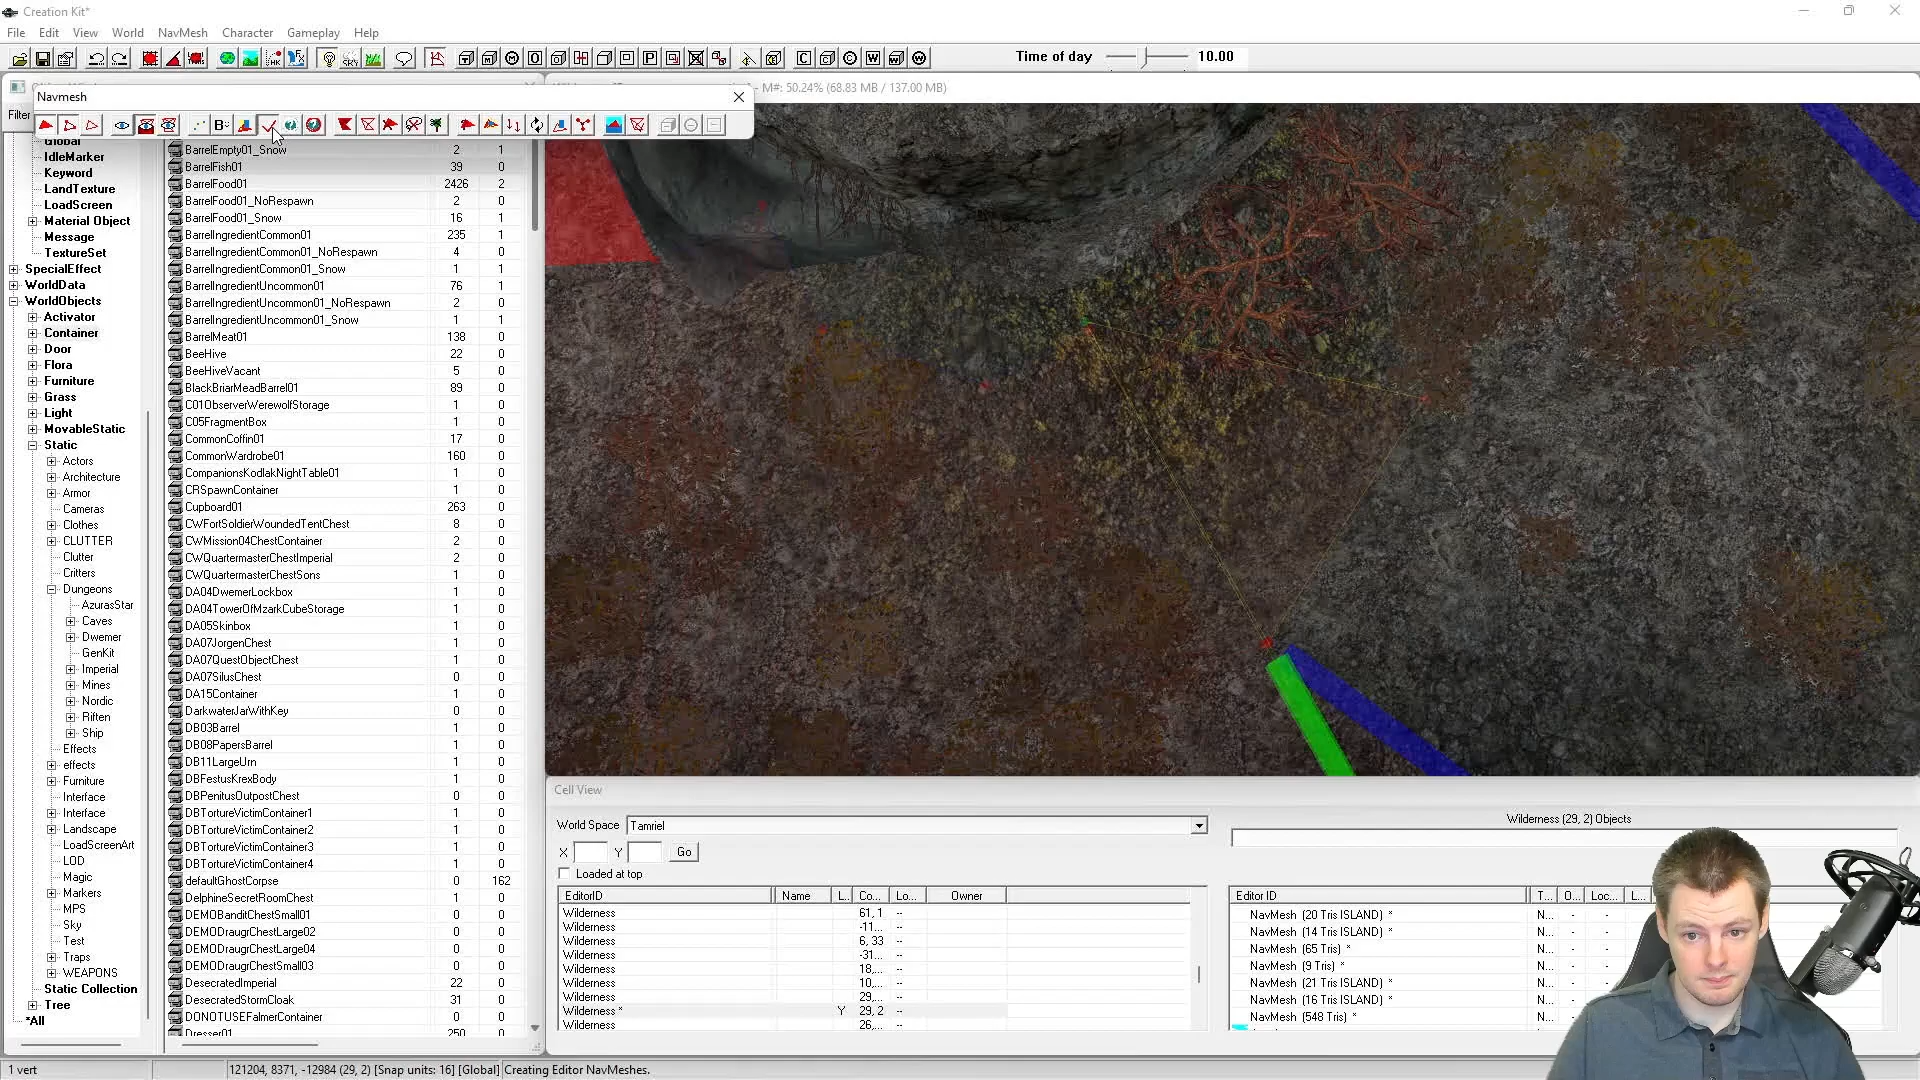 Creation Kit*
File Edit View World NavMesh Character Gameplay Help
Time of day 10.00
- M#: 50.24% (68.83 MB / 137.00 MB)
Navmesh
Filter
Global
IdleMarker
Keyword
LandTexture
LoadScreen
Material Object
Message
TextureSet
SpecialEffect
WorldData
WorldObjects
Activator
Container
Door
Flora
Furniture
Grass
Light
MovableStatic
Static
Actors
Architecture
Armor
Cameras
Clothes
CLUTTER
Clutter
Critters
Dungeons
AzurasStar
Caves
Dwemer
GenKit
Imperial
Mines
Nordic
Riften
Ship
Effects
effects
Furniture
Interface
Interface
Landscape
LoadScreenArt
LOD
Magic
Markers
MPS
Sky
Test
Traps
WEAPONS
Static Collection
Tree
*All
BarrelEmpty01_Snow 2 1
BarrelFish01 39 0
BarrelFood01 2426 2
BarrelFood01_NoRespawn 2 0
BarrelFood01_Snow 16 1
BarrelIngredientCommon01 235 1
BarrelIngredientCommon01_NoRespawn 4 0
BarrelIngredientCommon01_Snow 1 1
BarrelIngredientUncommon01 76 1
BarrelIngredientUncommon01_NoRespawn 2 0
BarrelIngredientUncommon01_Snow 1 1
BarrelMeat01 138 0
BeeHive 22 0
BeeHiveVacant 5 0
BlackBriarMeadBarrel01 89 0
C01ObserverWerewolfStorage 1 0
C05FragmentBox 1 0
CommonCoffin01 17 0
CommonWardrobe01 160 0
CompanionsKodlakNightTable01 1 0
CRSpawnContainer 1 0
Cupboard01 263 0
CWFortSoldierWoundedTentChest 8 0
CWMission04ChestContainer 2 0
CWQuartermasterChestImperial 2 0
CWQuartermasterChestSons 1 0
DA04DwemerLockbox 1 0
DA04TowerOfMzarkCubeStorage 1 0
DA05Skinbox 1 0
DA07JorgenChest 1 0
DA07QuestObjectChest 1 0
DA07SilusChest 0 0
DA15Container 1 0
DarkwaterJarWithKey 0 0
DB03Barrel 1 0
DB08PapersBarrel 1 0
DB11LargeUrn 1 0
DBFestusKrexBody 1 0
DBPenitusOutpostChest 0 0
DBTortureVictimContainer1 1 0
DBTortureVictimContainer2 1 0
DBTortureVictimContainer3 1 0
DBTortureVictimContainer4 1 0
defaultGhostCorpse 0 162
DelphineSecretRoomChest 1 0
DEMOBanditChestSmall01 0 0
DEMODraugrChestLarge02 0 0
DEMODraugrChestLarge04 0 0
DEMODraugrChestSmall03 0 0
DesecratedImperial 22 0
DesecratedStormCloak 31 0
DONOTUSEFalmerContainer 0 0
Dresser01 250 0
Cell View
World Space Tamriel
X Y Go
Loaded at top
EditorID Name L.. Co... Lo... Owner
Wilderness 61, 1 --
Wilderness -11... --
Wilderness 6, 33 --
Wilderness -31... --
Wilderness 18,... --
Wilderness 10,... --
Wilderness 29,... --
Wilderness * Y 29, 2 --
Wilderness 26,... --
Wilderness (29, 2) Objects
Editor ID T... O... Loc... L...
NavMesh (20 Tris ISLAND) * N... - -
NavMesh (14 Tris ISLAND) * N... - -
NavMesh (65 Tris) * N... - -
NavMesh (9 Tris) * N... - -
NavMesh (21 Tris ISLAND) * N... - -
NavMesh (16 Tris ISLAND) * N... - -
NavMesh (548 Tris) * N... - -
1 vert 121204, 8371, -12984 (29, 2) [Snap units: 16] [Global] Creating Editor NavMeshes.